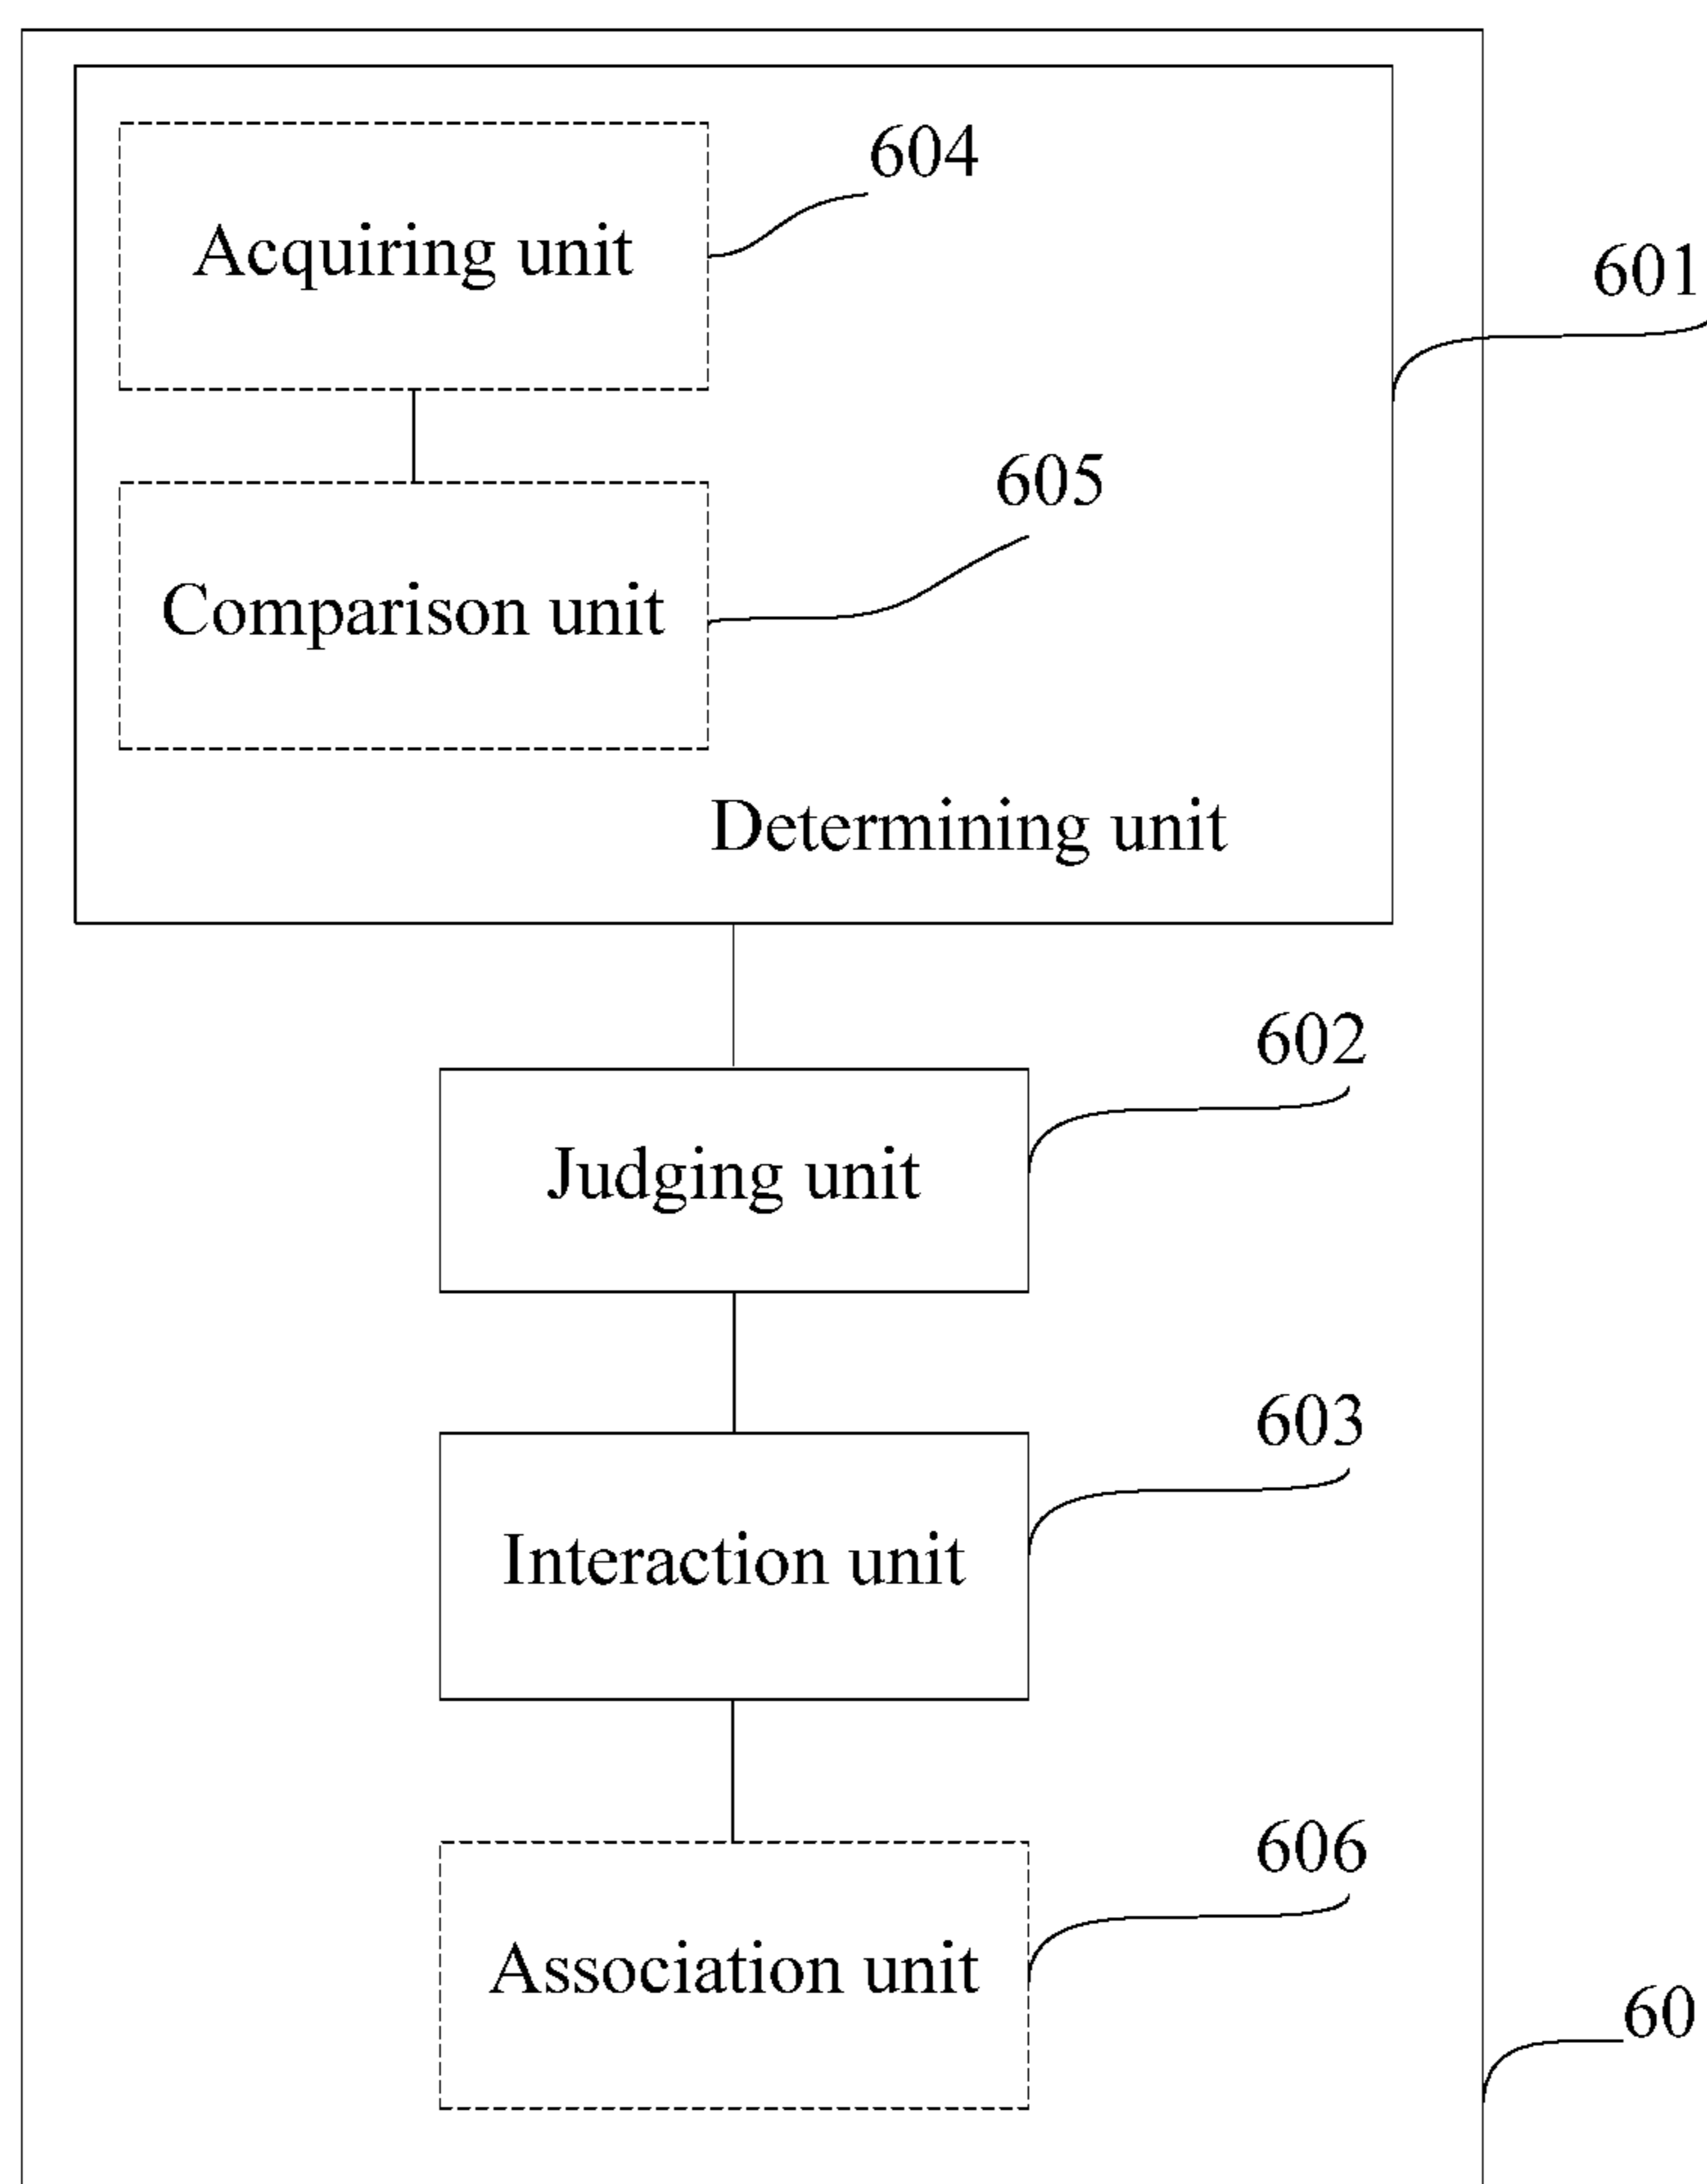 604
Acquiring unit
601
605
Comparison unit
Determining unit
602
Judging unit
603
Interaction unit
606
Association unit
60